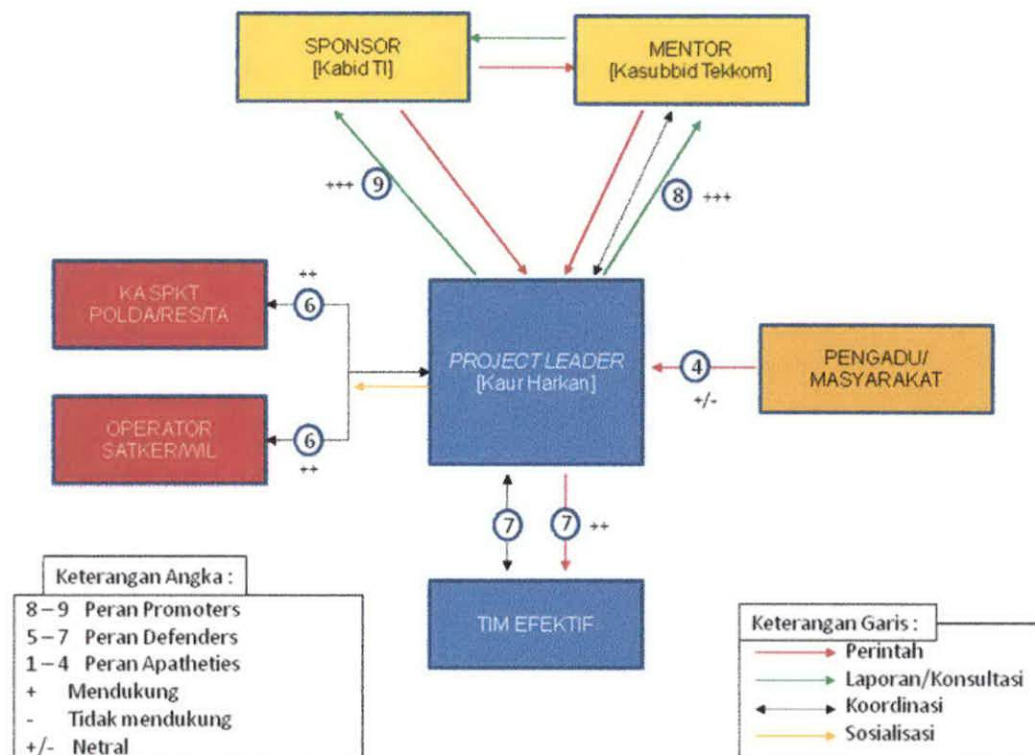 SPONSOR
[Kabid TI]
MENTOR
[Kasubbid Tekkom]
+++
9
8
+++
KA SPKT
POLDA/RES/TA
++
6
PROJECT LEADER
[Kaur Harkan]
4
+/-
PENGADU/
MASYARAKAT
OPERATOR
SATKER/WIL
6
++
7
7
++
TIM EFEKTIF
Keterangan Angka :
8 – 9 Peran Promoters
5 – 7 Peran Defenders
1 – 4 Peran Apatheties
+ Mendukung
- Tidak mendukung
+/- Netral
Keterangan Garis :
Perintah
Laporan/Konsultasi
Koordinasi
Sosialisasi